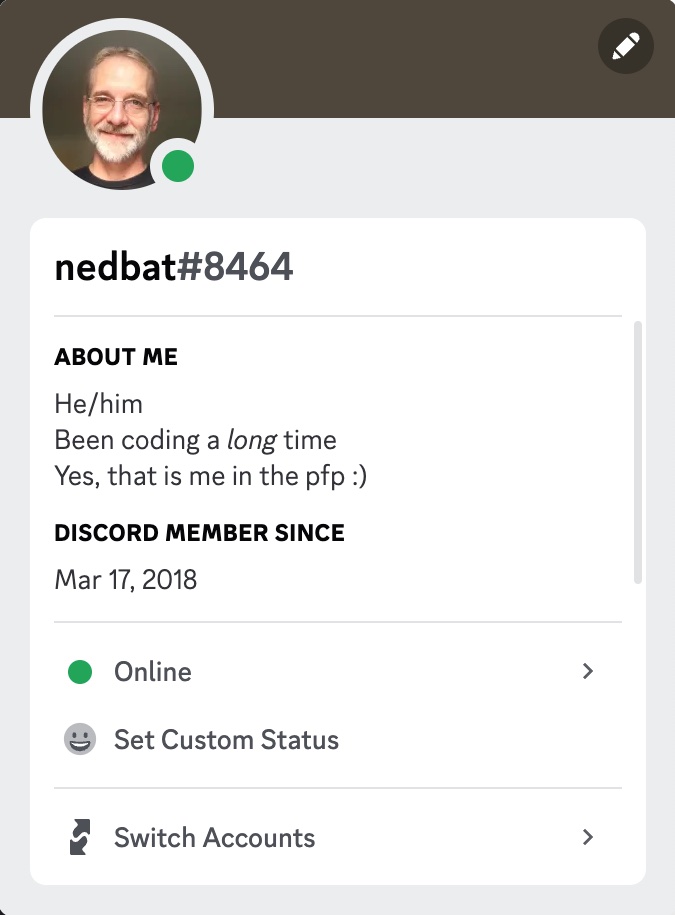 nedbat#8464
ABOUT ME
He/him
Been coding a long time
Yes, that is me in the pfp :)
DISCORD MEMBER SINCE
Mar 17, 2018
Online
Set Custom Status
Switch Accounts